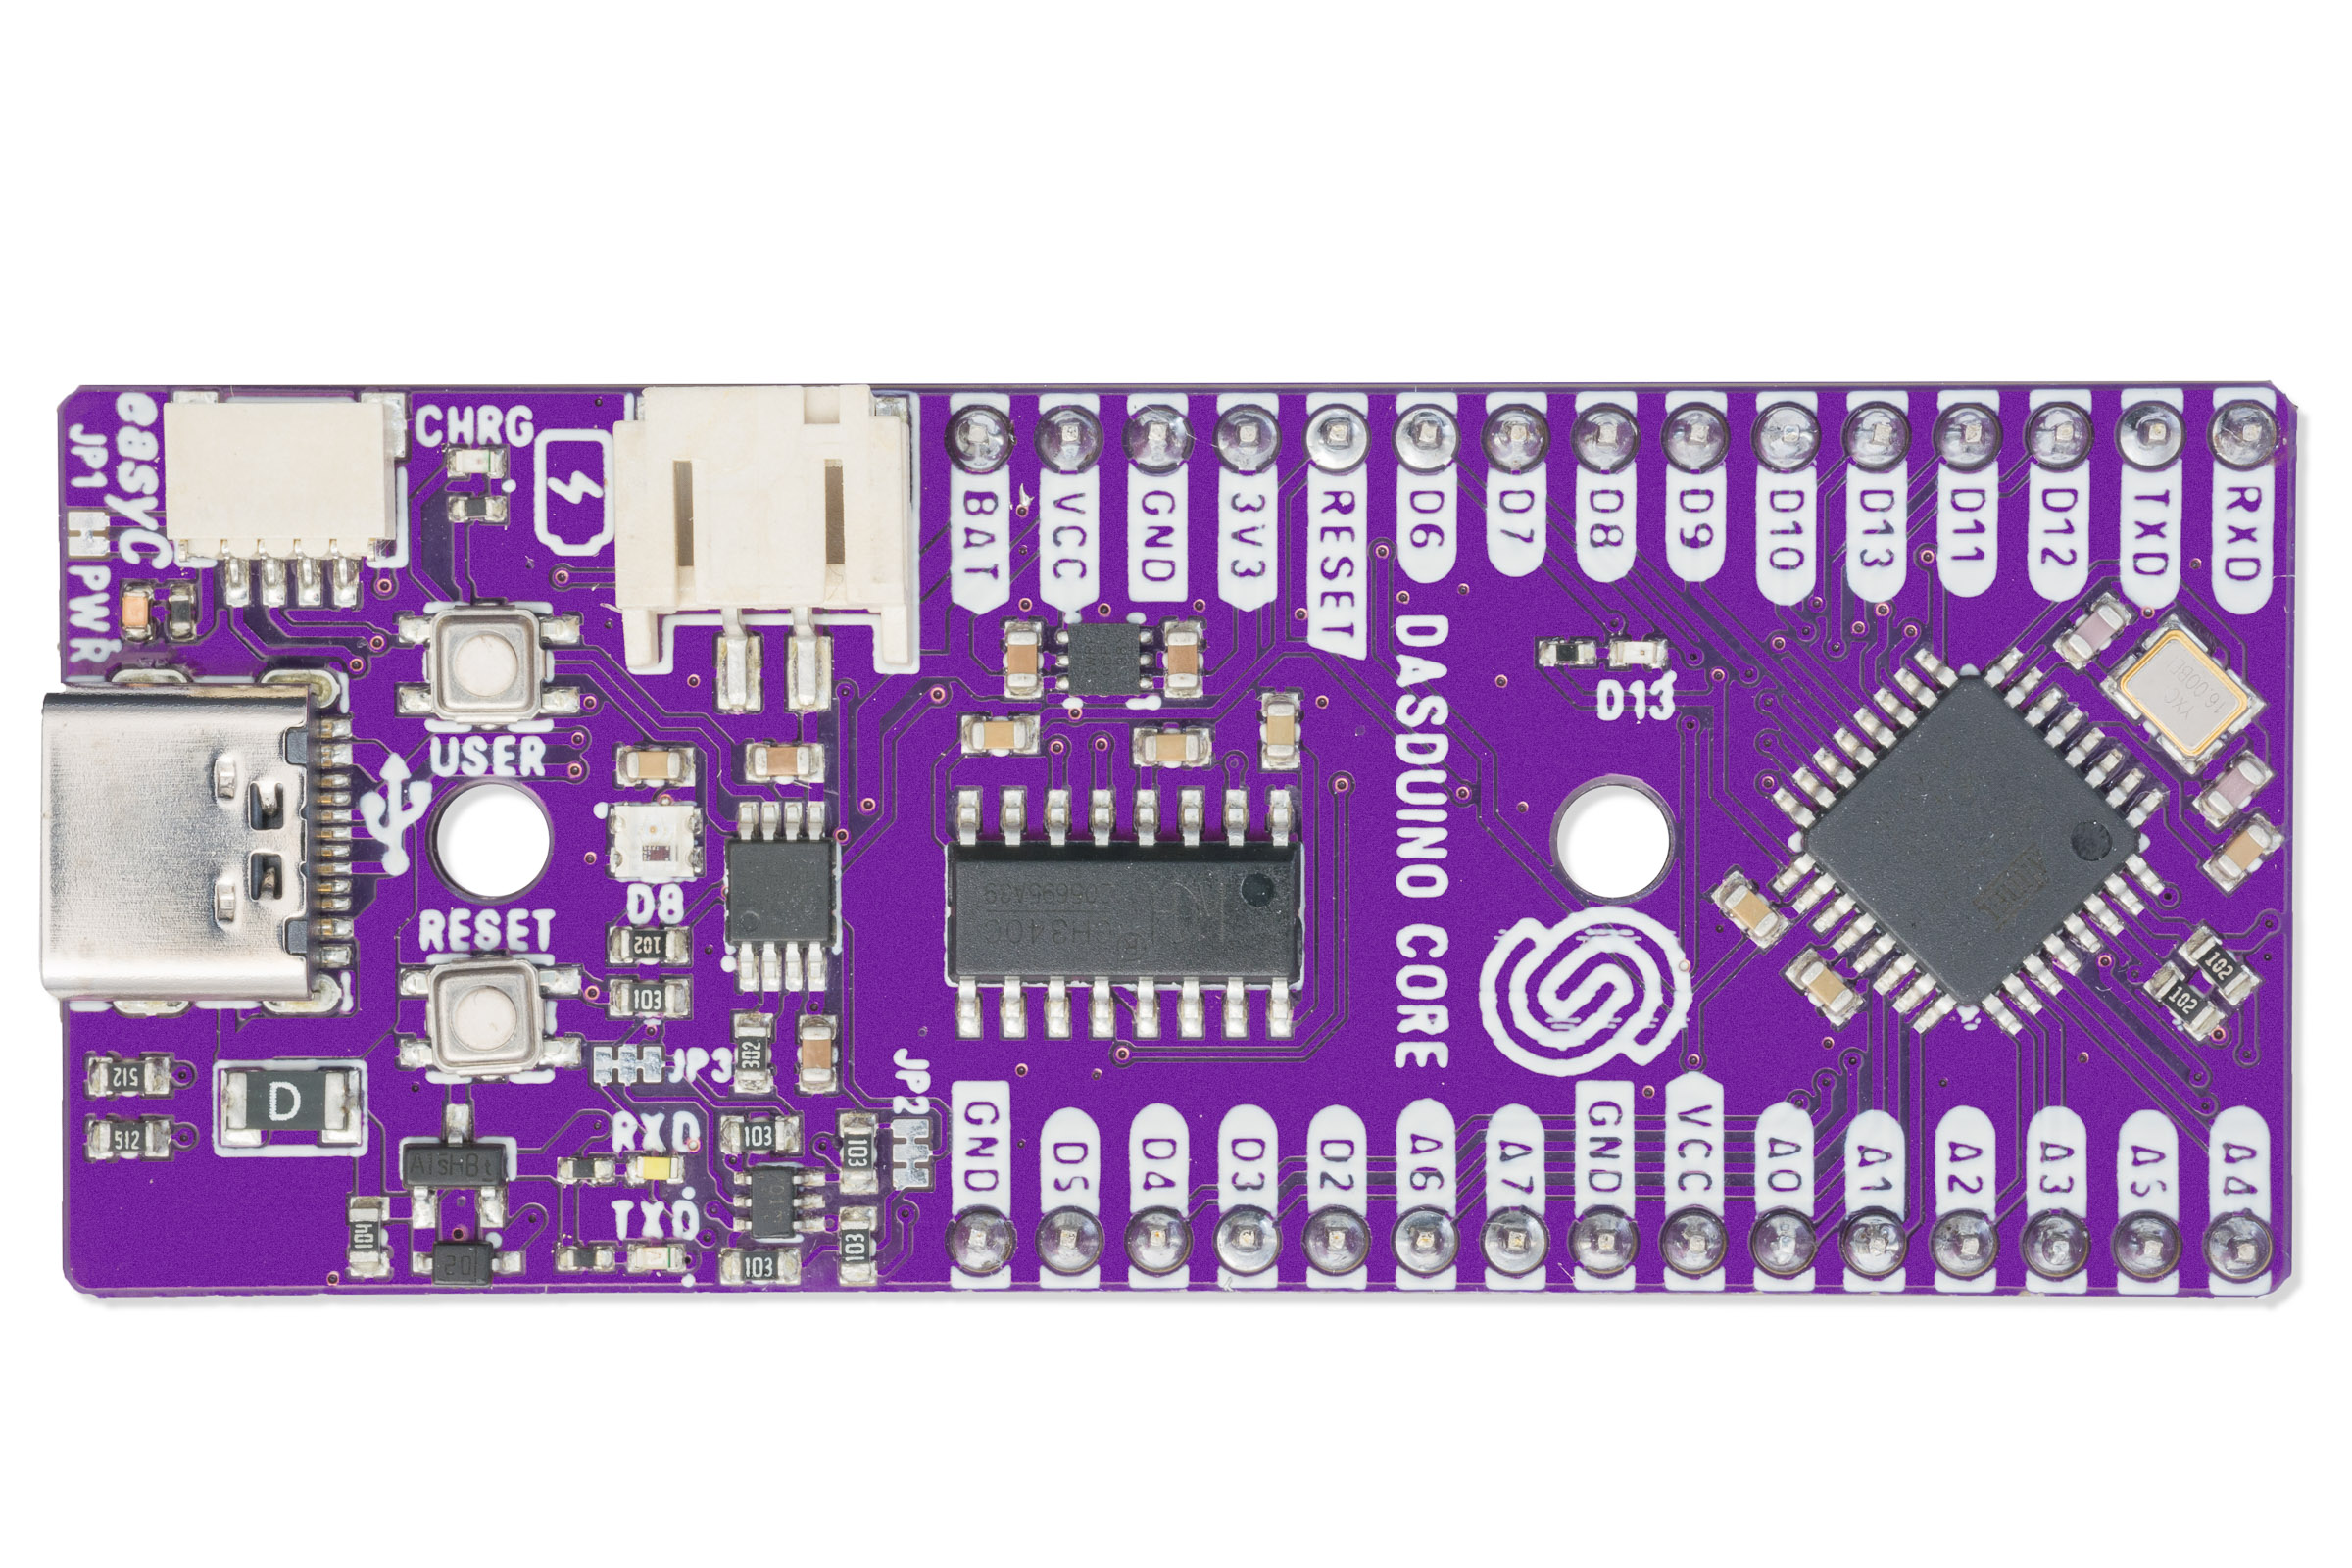 easyC
JP1
PWR
CHRG
BAT
VCC
GND
3V3
RESET
D6
D7
D8
D9
D10
D13
D11
D12
TXD
RXD
USER
D13
DASDUINO CORE
YXC
D8
RESET
102
103
302
JP3
JP2
102
102
512
512
D
RXD
TXD
103
103
103
103
104
GND
D5
D4
D3
D2
A6
A7
GND
VCC
A0
A1
A2
A3
A5
A4